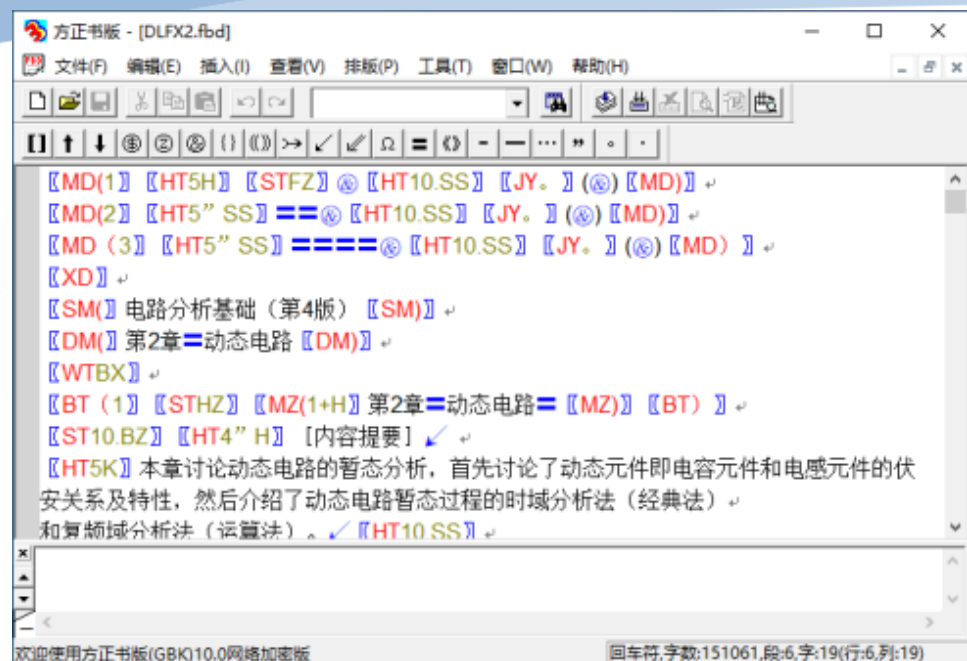 方正书版 - [DLFX2.fbd]
文件(F) 编辑(E) 插入(I) 查看(V) 排版(P) 工具(T) 窗口(W) 帮助(H)
〖MD(1〗〖HT5H〗〖STFZ〗㊣〖HT10.SS〗〖JY。〗(㊣)〖MD)〗↵
〖MD(2〗〖HT5”SS〗〓〓㊣〖HT10.SS〗〖JY。〗(㊣)〖MD)〗↵
〖MD（3〗〖HT5”SS〗〓〓〓〓㊣〖HT10.SS〗〖JY。〗(㊣)〖MD）〗↵
〖XD〗↵
〖SM(〗电路分析基础（第4版）〖SM)〗↵
〖DM(〗第2章〓动态电路〖DM)〗↵
〖WTBX〗↵
〖BT（1〗〖STHZ〗〖MZ(1+H〗第2章〓动态电路〓〖MZ)〗〖BT）〗↵
〖ST10.BZ〗〖HT4”H〗［内容提要］↙↵
〖HT5K〗本章讨论动态电路的暂态分析，首先讨论了动态元件即电容元件和电感元件的伏
安关系及特性，然后介绍了动态电路暂态过程的时域分析法（经典法）↵
和复频域分析法（运算法）。↙〖HT10.SS〗↵
欢迎使用方正书版(GBK)10.0网络加密版
回车符,字数:151061,段:6,字:19(行:6,列:19)